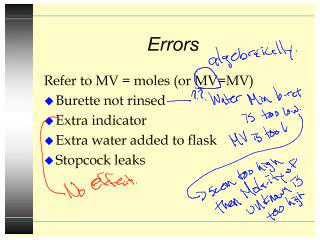 Errors
algebraically.
Refer to MV = moles (or MV=MV)
Burette not rinsed
?? Water in b-ret
is too low
MV is too
Extra indicator
Extra water added to flask
Stopcock leaks
No effect.
seem too high
then Molarity of
unknown is
too high